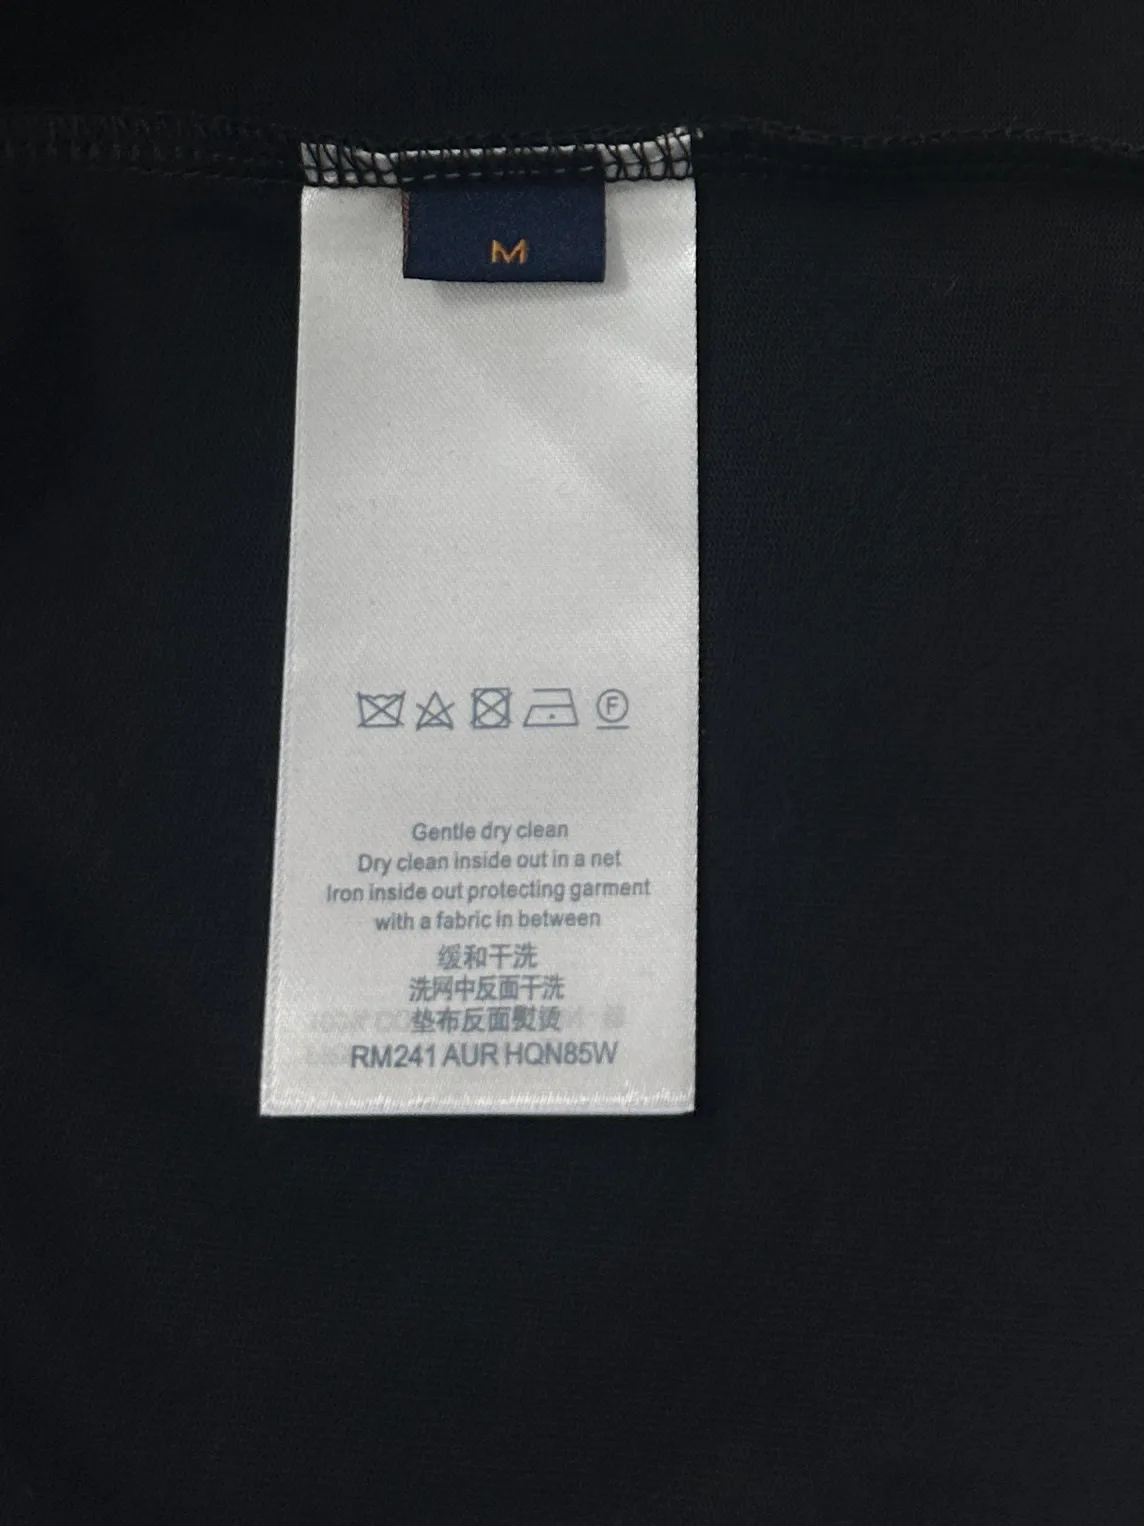 M
F
Gentle dry clean
Dry clean inside out in a net
Iron inside out protecting garment
with a fabric in between
缓和干洗
洗网中反面干洗
垫布反面熨烫
RM241 AUR HQN85W